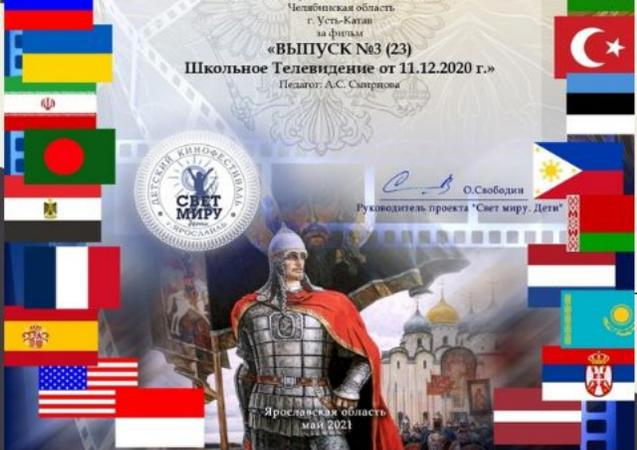 Челябинская область
г. Усть-Катав
за фильм
«ВЫПУСК №3 (23)
Школьное Телевидение от 11.12.2020 г.»
Педагог: А.С. Смирнова
ДЕТСКИЙ КИНОФЕСТИВАЛЬ
СВЕТ
МИРУ
дети
г. ЯРОСЛАВЛЬ
О.Свободин
Руководитель проекта "Свет миру. Дети"
Ярославская область
май 2021